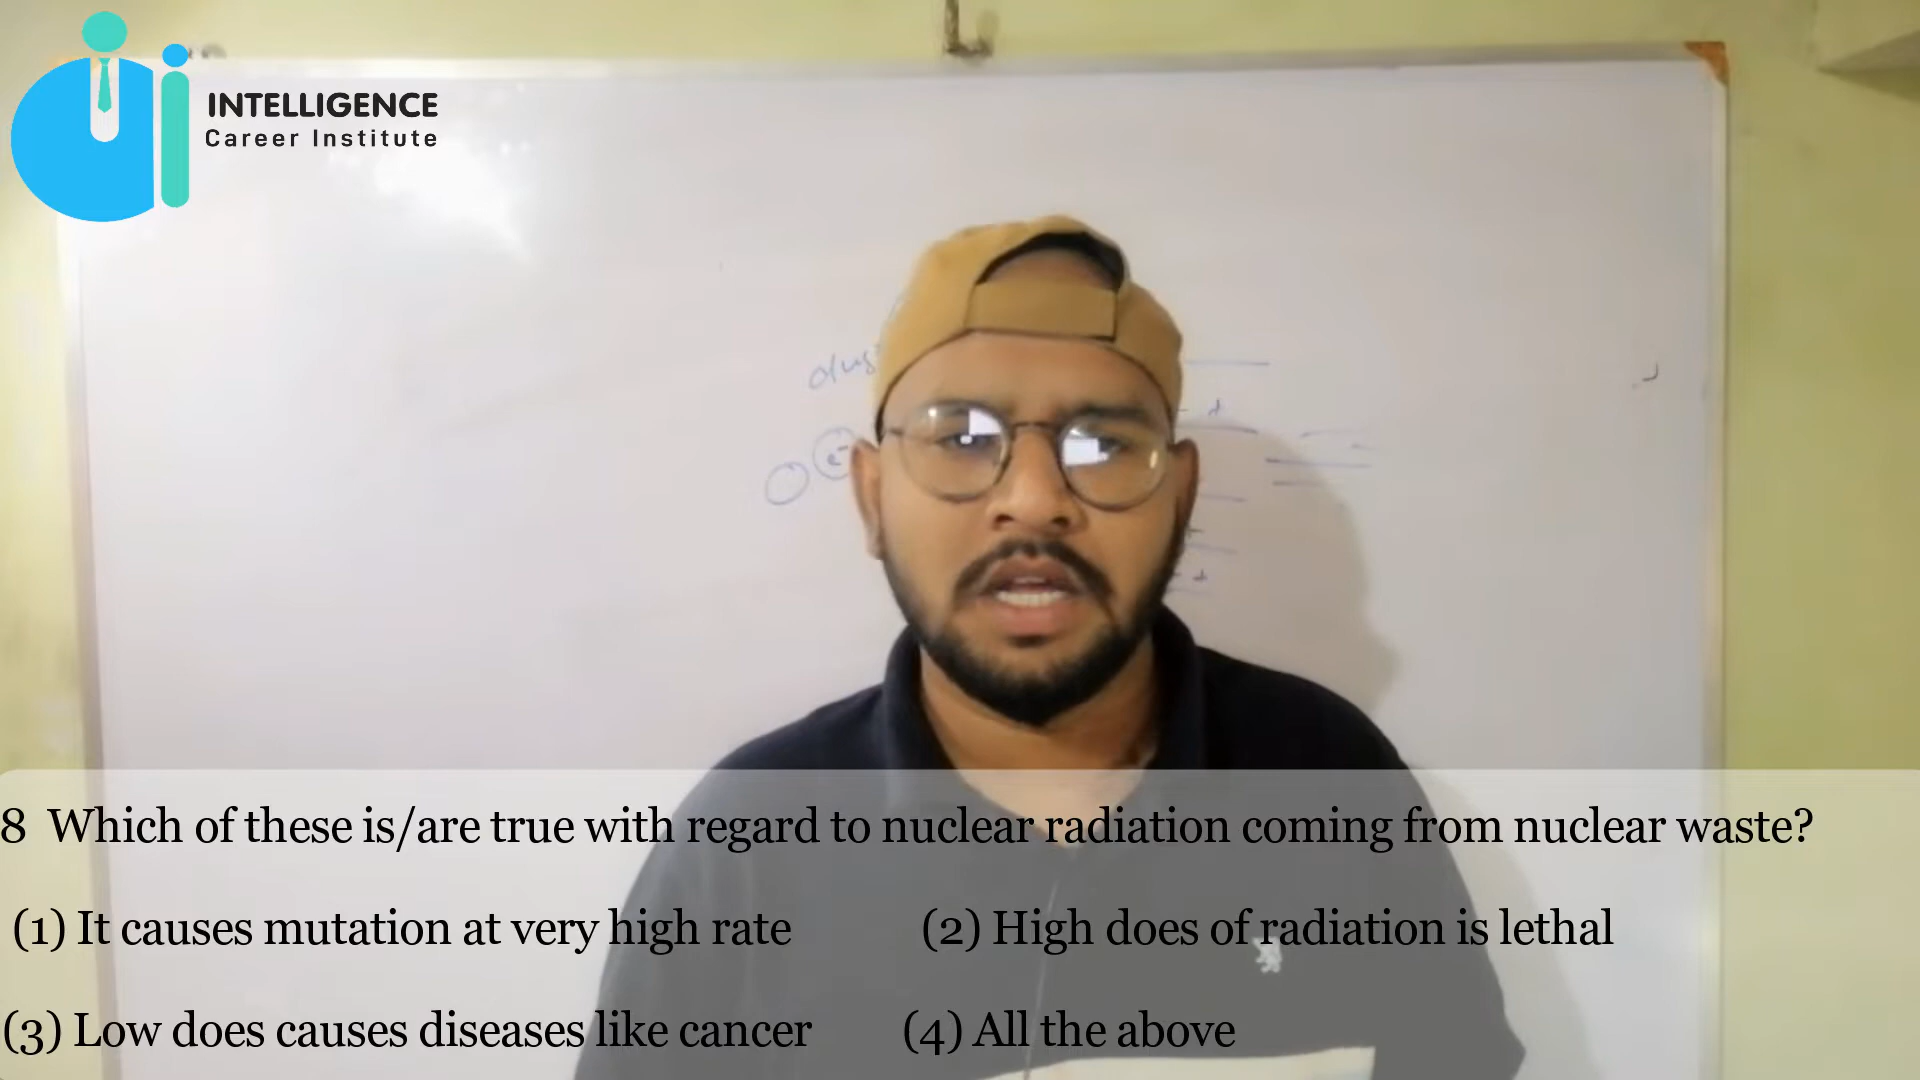 INTELLIGENCE
Career Institute
8 Which of these is/are true with regard to nuclear radiation coming from nuclear waste?
(1) It causes mutation at very high rate (2) High does of radiation is lethal
(3) Low does causes diseases like cancer (4) All the above